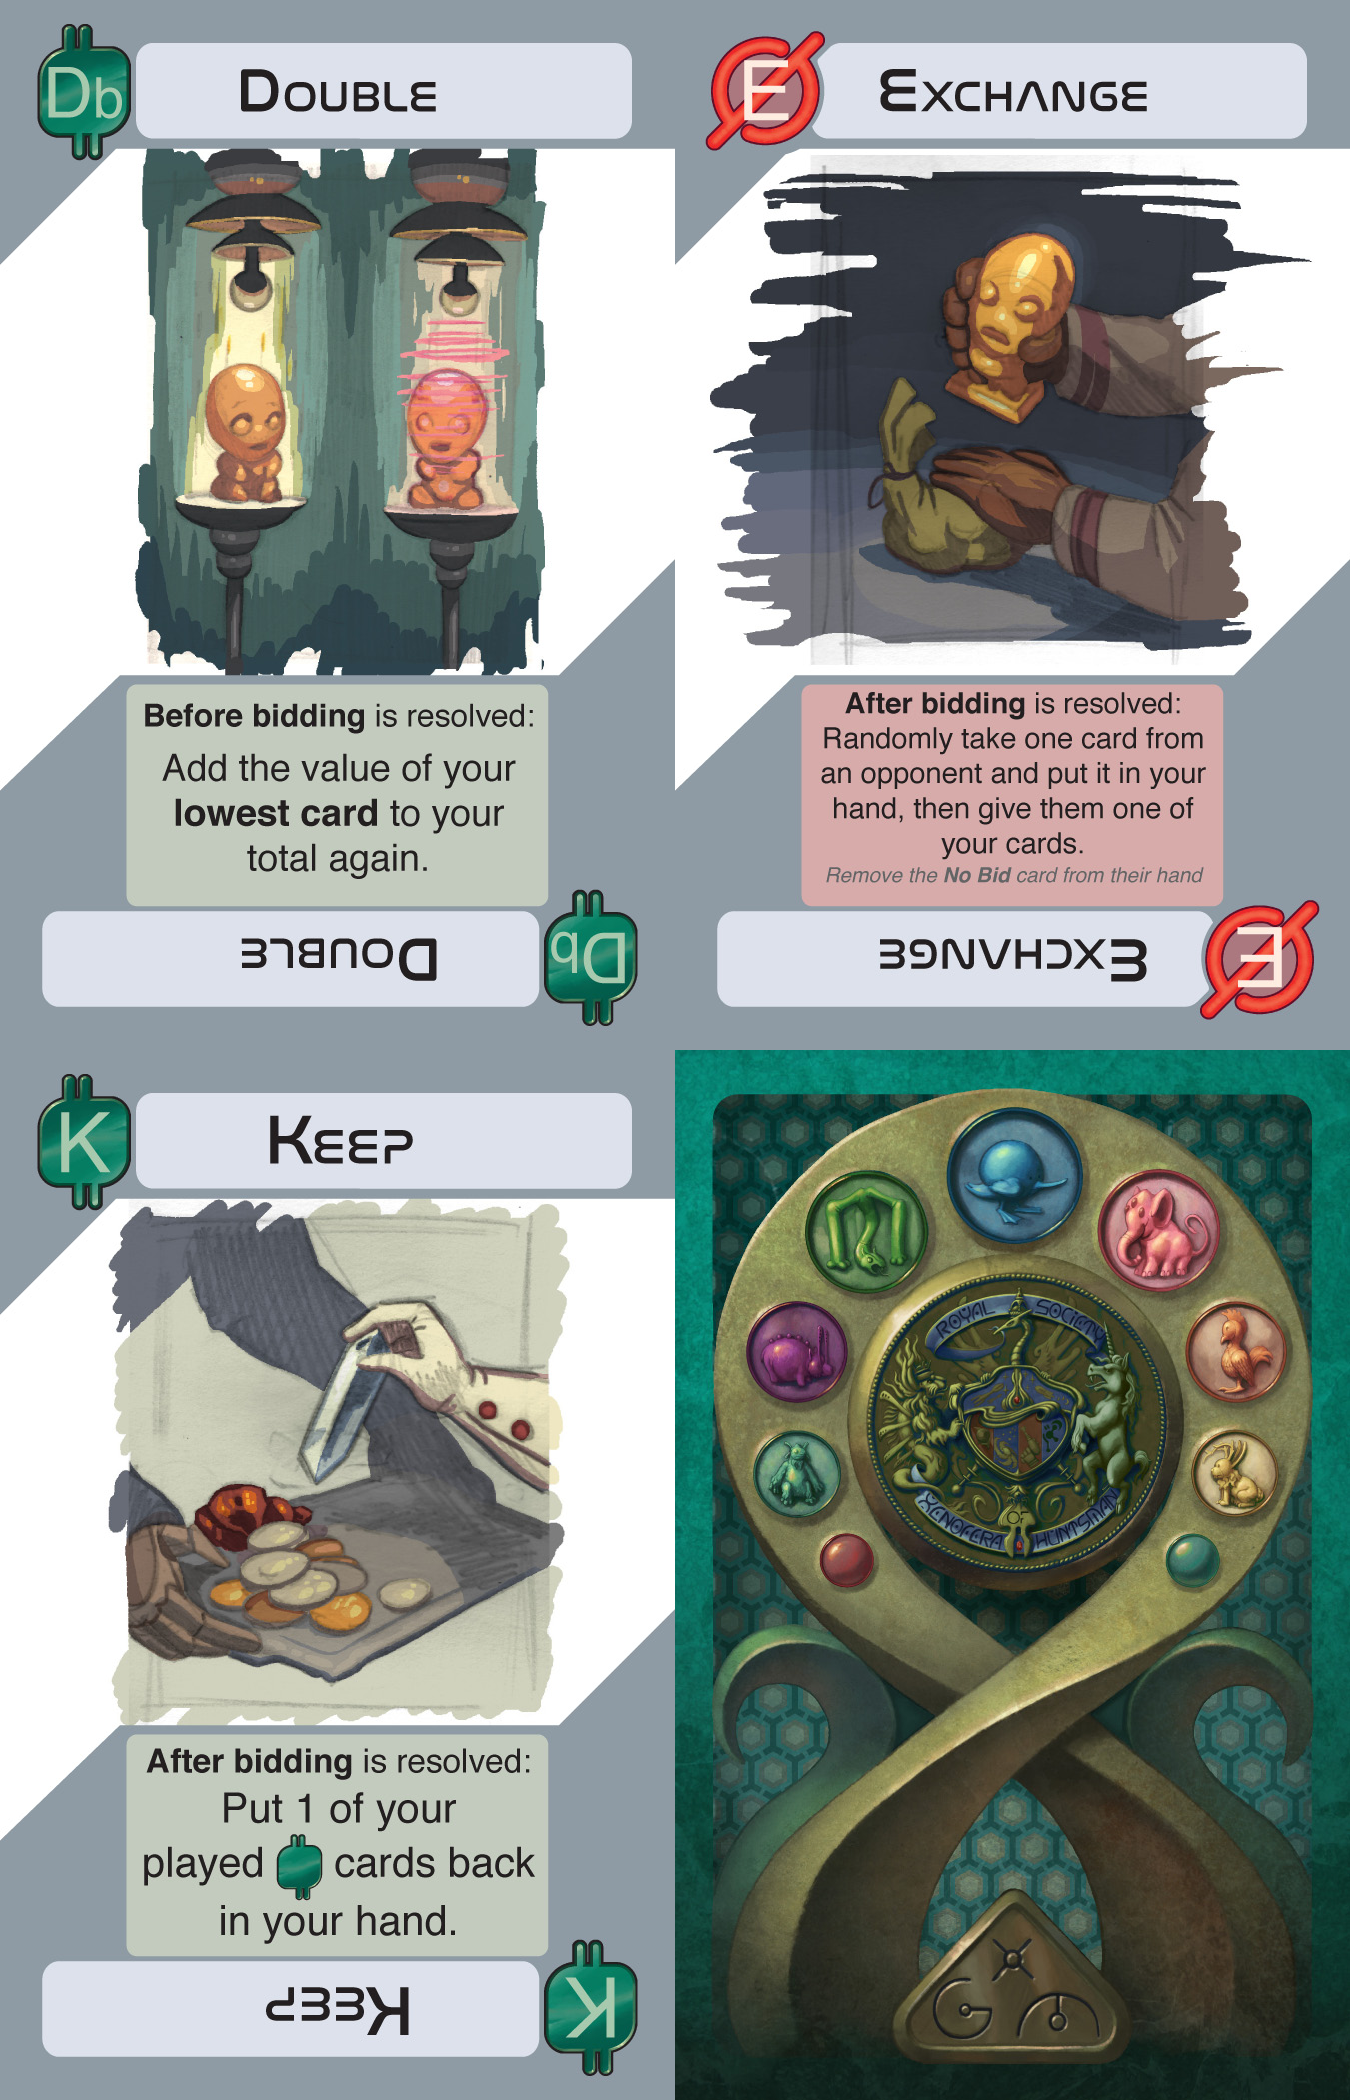 Db
DOUBLE
Before bidding is resolved:
Add the value of your
lowest card to your
total again.
DOUBLE
Db
E
EXCHANGE
After bidding is resolved:
Randomly take one card from
an opponent and put it in your
hand, then give them one of
your cards.
Remove the No Bid card from their hand
EXCHANGE
E
K
KEEP
After bidding is resolved:
Put 1 of your
played cards back
in your hand.
KEEP
K
ROYAL SOCIETY
OF
XENOFERA HUNTSMAN